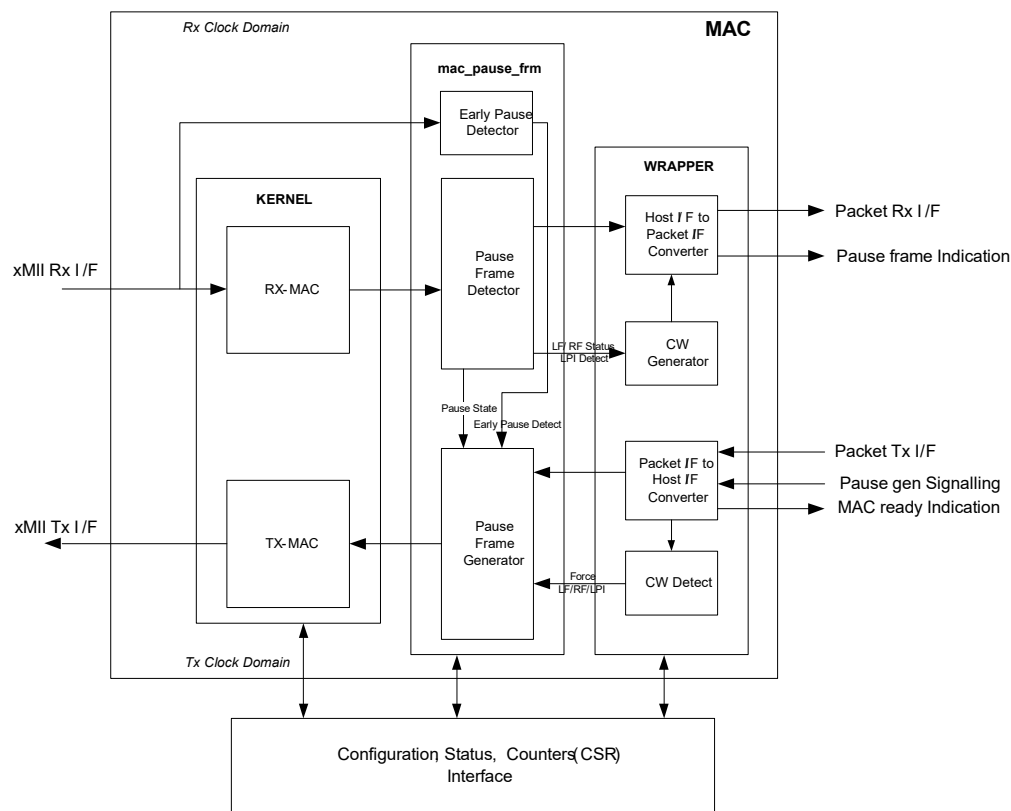 Rx Clock Domain
MAC
mac_pause_frm
Early Pause
Detector
WRAPPER
KERNEL
Host I/F to
Packet IF
Converter
Packet Rx I/F
Pause frame Indication
xMII Rx I/F
RX-MAC
Pause
Frame
Detector
LF/RF Status
LPI Detect
CW
Generator
Pause State
Early Pause Detect
Packet IF to
Host IF
Converter
Packet Tx I/F
Pause gen Signalling
MAC ready Indication
xMII Tx I/F
TX-MAC
Pause
Frame
Generator
Force
LF/RF/LPI
CW Detect
Tx Clock Domain
Configuration, Status, Counters(CSR)
Interface